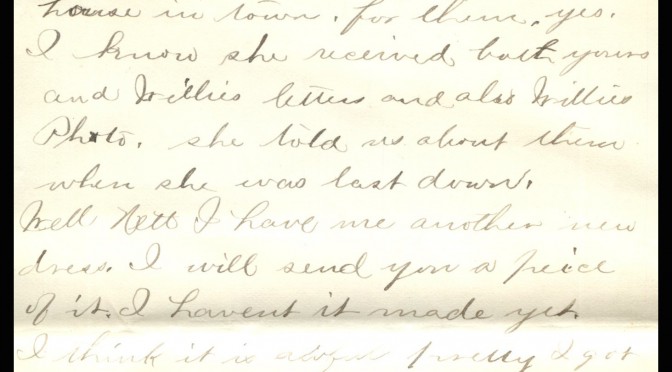 house in town. for them, yes.
I know she received both yours
and Willies letters and also Willies
Photo. she told us about them
when she was last down.
Well Nett I have me another new
dress. I will send you a peice
of it. I havent it made yet.
I think it is awful pretty I got